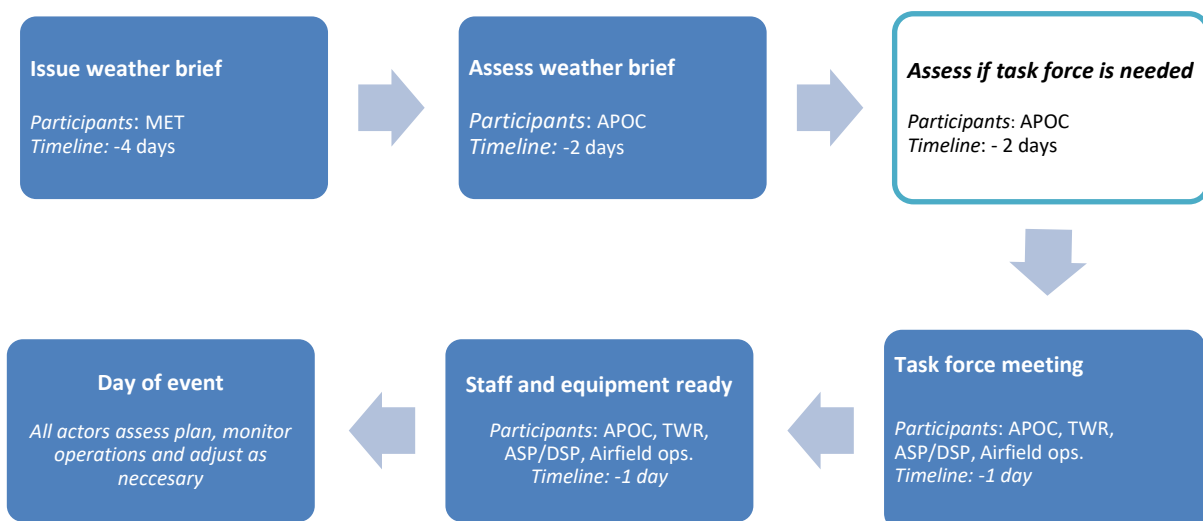 Issue weather brief
Participants: MET
Timeline: -4 days
Assess weather brief
Participants: APOC
Timeline: -2 days
Assess if task force is needed
Participants: APOC
Timeline: - 2 days
Task force meeting
Participants: APOC, TWR,
ASP/DSP, Airfield ops.
Timeline: -1 day
Staff and equipment ready
Participants: APOC, TWR,
ASP/DSP, Airfield ops.
Timeline: -1 day
Day of event
All actors assess plan, monitor
operations and adjust as
neccesary